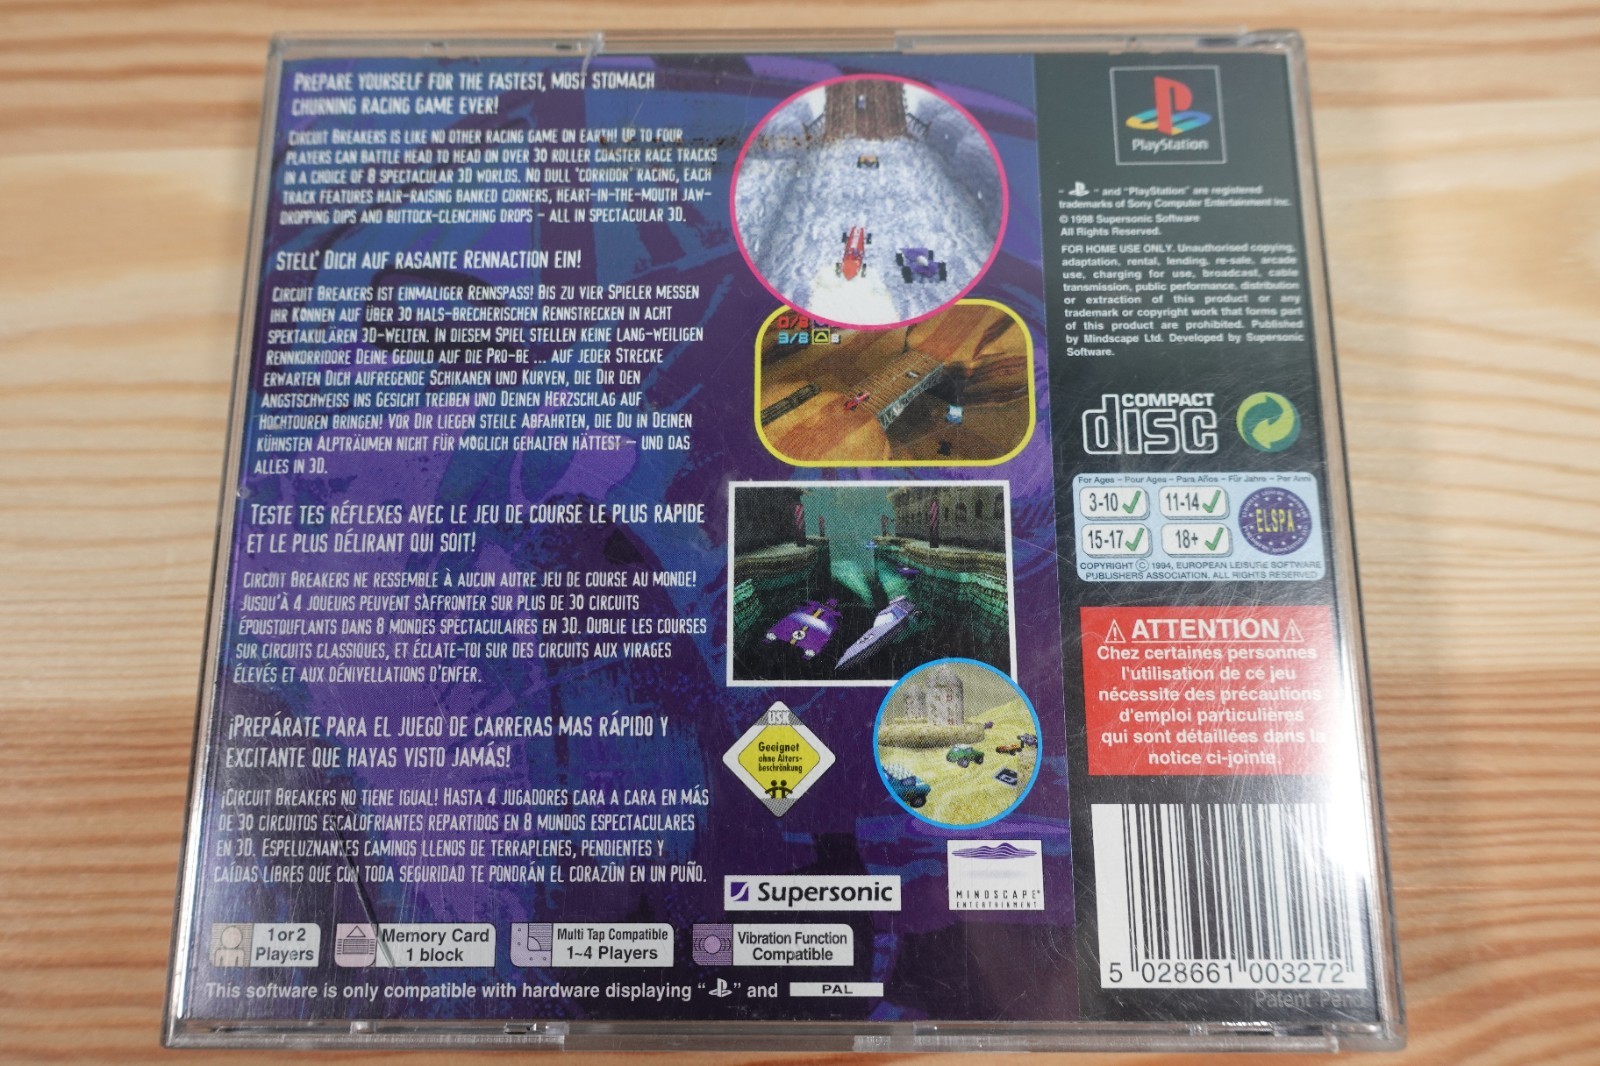 PREPARE YOURSELF FOR THE FASTEST, MOST STOMACH
CHURNING RACING GAME EVER!
CIRCUIT BREAKERS IS LIKE NO OTHER RACING GAME ON EARTH! UP TO FOUR
PLAYERS CAN BATTLE HEAD TO HEAD ON OVER 30 ROLLER COASTER RACE TRACKS
IN A CHOICE OF 8 SPECTACULAR 3D WORLDS. NO DULL 'CORRIDOR' RACING, EACH
TRACK FEATURES HAIR-RAISING BANKED CORNERS, HEART-IN-THE-MOUTH JAW-
DROPPING DIPS AND BUTTOCK-CLENCHING DROPS – ALL IN SPECTACULAR 3D.
STELL' DICH AUF RASANTE RENNACTION EIN!
CIRCUIT BREAKERS IST EINMALIGER RENNSPASS! BIS ZU VIER SPIELER MESSEN
IHR KÖNNEN AUF ÜBER 30 HALS-BRECHERISCHEN RENNSTRECKEN IN ACHT
SPEKTAKULÄREN 3D-WELTEN. IN DIESEM SPIEL STELLEN KEINE LANG-WEILIGEN
RENNKORRIDORE DEINE GEDULD AUF DIE PRO-BE ... AUF JEDER STRECKE
ERWARTEN DICH AUFREGENDE SCHIKANEN UND KURVEN, DIE DIR DEN
ANGSTSCHWEISS INS GESICHT TREIBEN UND DEINEN HERZSCHLAG AUF
HOCHTOUREN BRINGEN! VOR DIR LIEGEN STEILE ABFAHRTEN, DIE DU IN DEINEN
KÜHNSTEN ALPTRÄUMEN NICHT FÜR MÖGLICH GEHALTEN HÄTTEST – UND DAS
ALLES IN 3D.
TESTE TES RÉFLEXES AVEC LE JEU DE COURSE LE PLUS RAPIDE
ET LE PLUS DÉLIRANT QUI SOIT!
CIRCUIT BREAKERS NE RESSEMBLE À AUCUN AUTRE JEU DE COURSE AU MONDE!
JUSQU'À 4 JOUEURS PEUVENT S'AFFRONTER SUR PLUS DE 30 CIRCUITS
ÉPOUSTOUFLANTS DANS 8 MONDES SPECTACULAIRES EN 3D. OUBLIE LES COURSES
SUR CIRCUITS CLASSIQUES, ET ÉCLATE-TOI SUR DES CIRCUITS AUX VIRAGES
ÉLEVÉS ET AUX DÉNIVELLATIONS D'ENFER.
¡PREPÁRATE PARA EL JUEGO DE CARRERAS MAS RÁPIDO Y
EXCITANTE QUE HAYAS VISTO JAMÁS!
¡CIRCUIT BREAKERS NO TIENE IGUAL! HASTA 4 JUGADORES CARA A CARA EN MÁS
DE 30 CIRCUITOS ESCALOFRIANTES REPARTIDOS EN 8 MUNDOS ESPECTACULARES
EN 3D. ESPELUZNANTES CAMINOS LLENOS DE TERRAPLENES, PENDIENTES Y
CAÍDAS LIBRES QUE CON TODA SEGURIDAD TE PONDRÁN EL CORAZÛN EN UN PUÑO.
1 or 2
Players
Memory Card
1 block
Multi Tap Compatible
1~4 Players
Vibration Function
Compatible
This software is only compatible with hardware displaying " " and PAL
0/8
3/8 8
USK
Geeignet
ohne Alters-
beschränkung
Supersonic
MINDSCAPE
ENTERTAINMENT
PlayStation
" " and "PlayStation" are registered
trademarks of Sony Computer Entertainment Inc.
© 1998 Supersonic Software
All Rights Reserved.
FOR HOME USE ONLY. Unauthorised copying,
adaptation, rental, lending, re-sale, arcade
use, charging for use, broadcast, cable
transmission, public performance, distribution
or extraction of this product or any
trademark or copyright work that forms part
of this product are prohibited. Published
by Mindscape Ltd. Developed by Supersonic
Software.
COMPACT
disc
For Ages – Pour Ages – Para Años – Für Jahre – Per Anni
3-10 11-14
15-17 18+
ELSPA
COPYRIGHT © 1994, EUROPEAN LEISURE SOFTWARE
PUBLISHERS ASSOCIATION, ALL RIGHTS RESERVED
ATTENTION
Chez certaines personnes
l'utilisation de ce jeu
nécessite des précautions
d'emploi particulières
qui sont détaillées dans la
notice ci-jointe.
5 028661 003272
Patent Pend